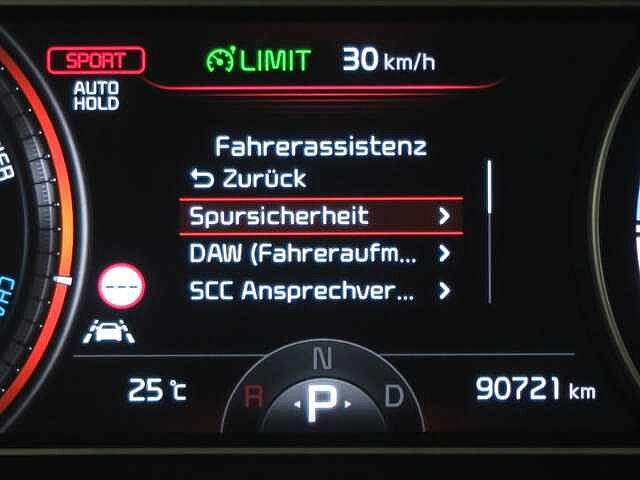 SPORT
LIMIT 30 km/h
AUTO
HOLD
Fahrerassistenz
Zurück
Spursicherheit
DAW (Fahreraufm...
SCC Ansprechver...
---
N
R P D
25 °C
90721 km